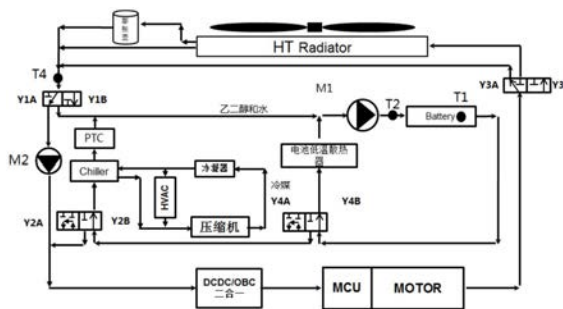 HT Radiator
T4
Y1A
Y1B
M1
Y3A
Y3
乙二醇和水
T2
T1
Battery
PTC
M2
电池低温散热
器
Chiller
冷凝器
HVAC
冷媒
Y4A
Y4B
Y2A
Y2B
压缩机
DCDC/OBC
二合一
MCU
MOTOR